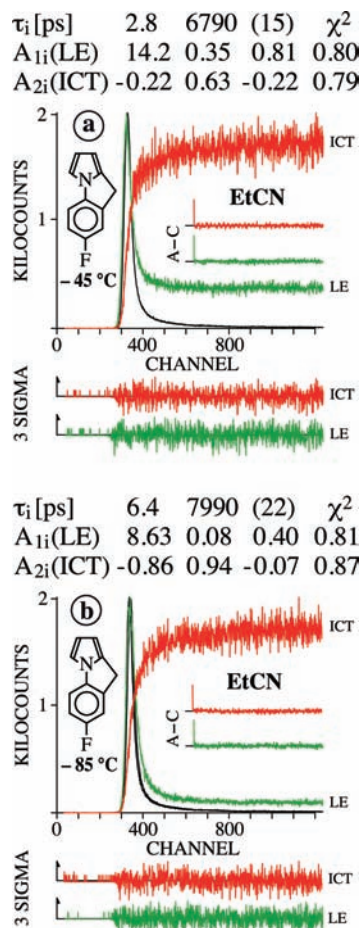 τi [ps] 2.8 6790 (15) χ²
A1i(LE) 14.2 0.35 0.81 0.80
A2i(ICT) -0.22 0.63 -0.22 0.79
2
a
ICT
N
EtCN
KILOCOUNTS
1
A–C
F
–45 °C
LE
0 400 800
CHANNEL
3 SIGMA
ICT
LE
τi [ps] 6.4 7990 (22) χ²
A1i(LE) 8.63 0.08 0.40 0.81
A2i(ICT) -0.86 0.94 -0.07 0.87
2
b
ICT
N
EtCN
KILOCOUNTS
1
A–C
F
–85 °C
LE
0 400 800
3 SIGMA
ICT
LE